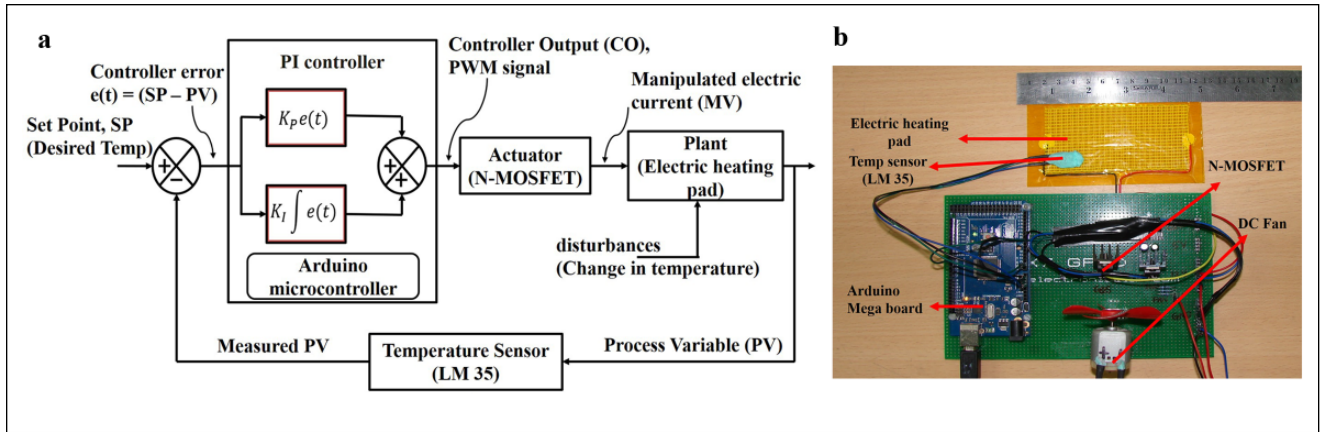 a
PI controller
Controller error
e(t) = (SP – PV)
Set Point, SP
(Desired Temp)
+
−
K_P e(t)
K_I ∫ e(t)
+
+
Arduino
microcontroller
Controller Output (CO),
PWM signal
Actuator
(N-MOSFET)
Manipulated electric
current (MV)
Plant
(Electric heating
pad)
disturbances
(Change in temperature)
Process Variable (PV)
Temperature Sensor
(LM 35)
Measured PV
b
Electric heating
pad
Temp sensor
(LM 35)
N-MOSFET
DC Fan
Arduino
Mega board